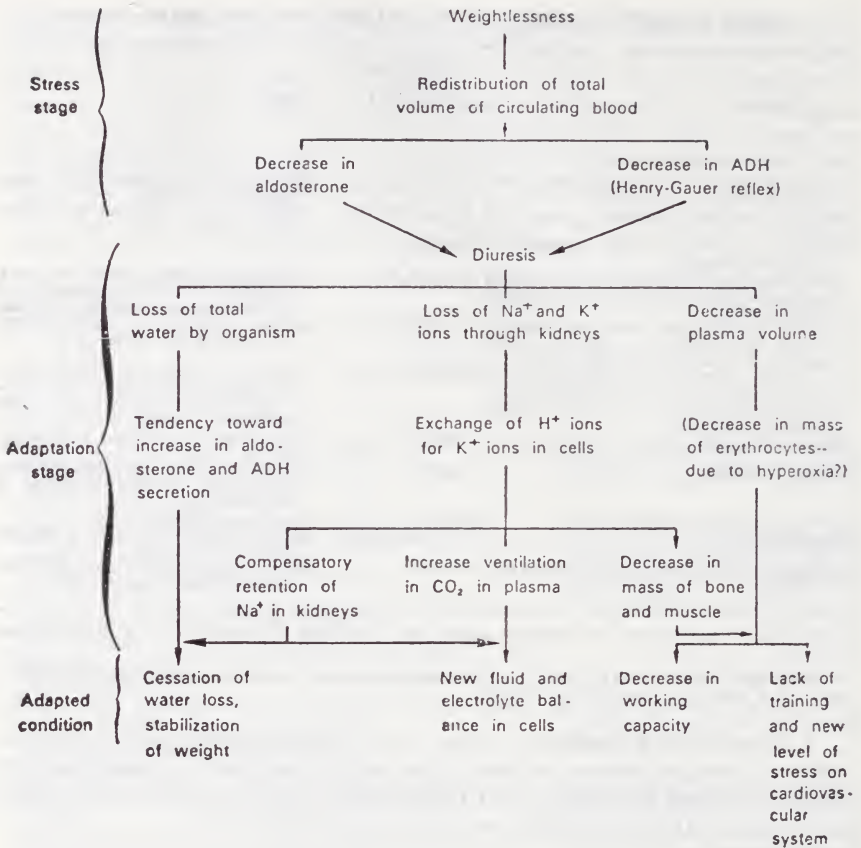 Weightlessness
Stress
stage
Redistribution of total
volume of circulating blood
Decrease in
aldosterone
Decrease in ADH
(Henry-Gauer reflex)
Diuresis
Adaptation
stage
Loss of total
water by organism
Loss of Na⁺ and K⁺
ions through kidneys
Decrease in
plasma volume
Tendency toward
increase in aldo-
sterone and ADH
secretion
Exchange of H⁺ ions
for K⁺ ions in cells
(Decrease in mass
of erythrocytes--
due to hyperoxia?)
Compensatory
retention of
Na⁺ in kidneys
Increase ventilation
in CO₂ in plasma
Decrease in
mass of bone
and muscle
Adapted
condition
Cessation of
water loss,
stabilization
of weight
New fluid and
electrolyte bal-
ance in cells
Decrease in
working
capacity
Lack of
training
and new
level of
stress on
cardiovas-
cular
system